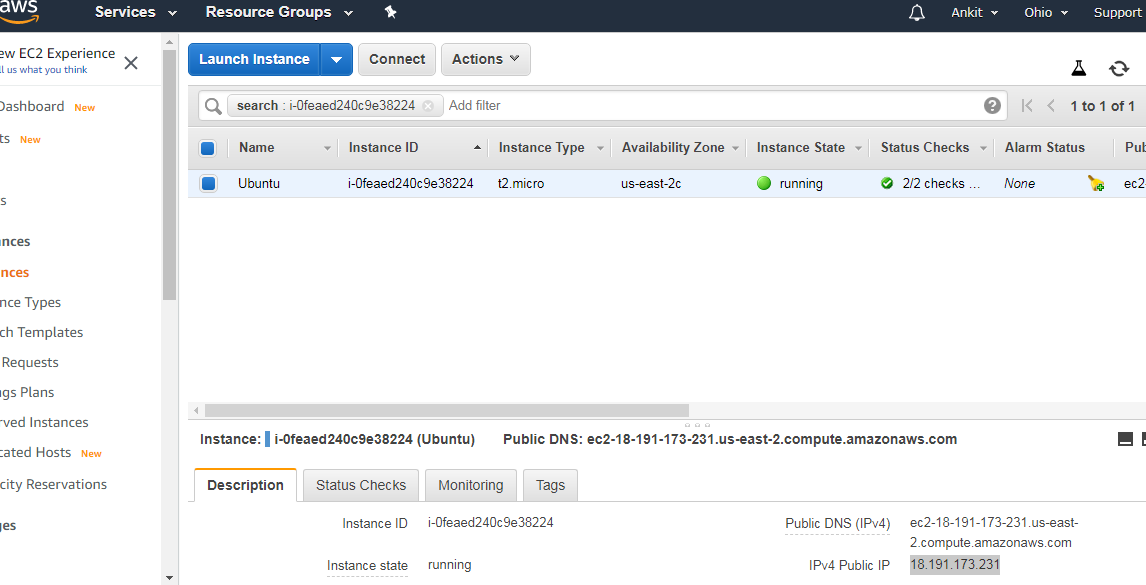 aws Services Resource Groups Ankit Ohio Support
ew EC2 Experience
ll us what you think
Launch Instance Connect Actions
Dashboard New
search : i-0feaed240c9e38224 Add filter 1 to 1 of 1
ts New
Name Instance ID Instance Type Availability Zone Instance State Status Checks Alarm Status Pub
Ubuntu i-0feaed240c9e38224 t2.micro us-east-2c running 2/2 checks ... None ec2
s
ances
nces
nce Types
ch Templates
Requests
ngs Plans
rved Instances
Instance: i-0feaed240c9e38224 (Ubuntu) Public DNS: ec2-18-191-173-231.us-east-2.compute.amazonaws.com
cated Hosts New
city Reservations
Description Status Checks Monitoring Tags
ges
Instance ID i-0feaed240c9e38224 Public DNS (IPv4) ec2-18-191-173-231.us-east-
2.compute.amazonaws.com
Instance state running IPv4 Public IP 18.191.173.231